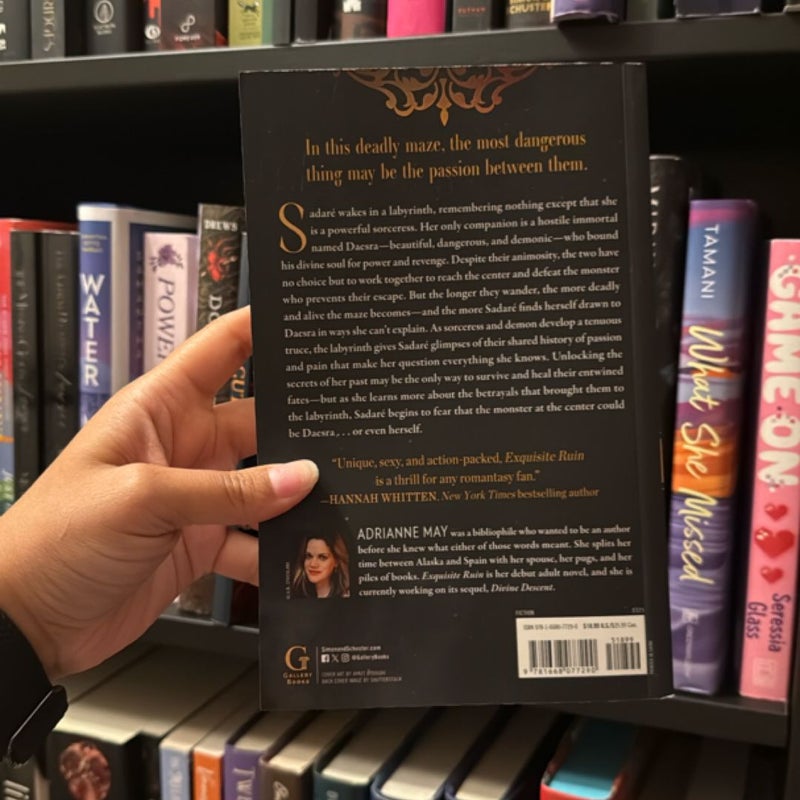 In this deadly maze, the most dangerous
thing may be the passion between them.
Sadaré wakes in a labyrinth, remembering nothing except that she
is a powerful sorceress. Her only companion is a hostile immortal
named Daesra—beautiful, dangerous, and demonic—who bound
his divine soul for power and revenge. Despite their animosity, the two have
no choice but to work together to reach the center and defeat the monster
who prevents their escape. But the longer they wander, the more deadly
and alive the maze becomes—and the more Sadaré finds herself drawn to
Daesra in ways she can't explain. As sorceress and demon develop a tenuous
truce, the labyrinth gives Sadaré glimpses of their shared history of passion
and pain that make her question everything she knows. Unlocking the
secrets of her past may be the only way to survive and heal their entwined
fates—but as she learns more about the betrayals that brought them to
the labyrinth, Sadaré begins to fear that the monster at the center could
be Daesra . . . or even herself.
"Unique, sexy, and action-packed, Exquisite Ruin
is a thrill for any romantasy fan."
—HANNAH WHITTEN, New York Times bestselling author
ADRIANNE MAY was a bibliophile who wanted to be an author
before she knew what either of those words meant. She splits her
time between Alaska and Spain with her spouse, her pugs, and her
piles of books. Exquisite Ruin is her debut adult novel, and she is
currently working on its sequel, Divine Descent.
FICTION
ISBN 978-1-6680-7729-0
51899
9 781668 077290
G
GALLERY
BOOKS
SimonandSchuster.com
@GalleryBooks
WATER
POWER
TAMANI
What She Missed
GAME ON
Seressia
Glass